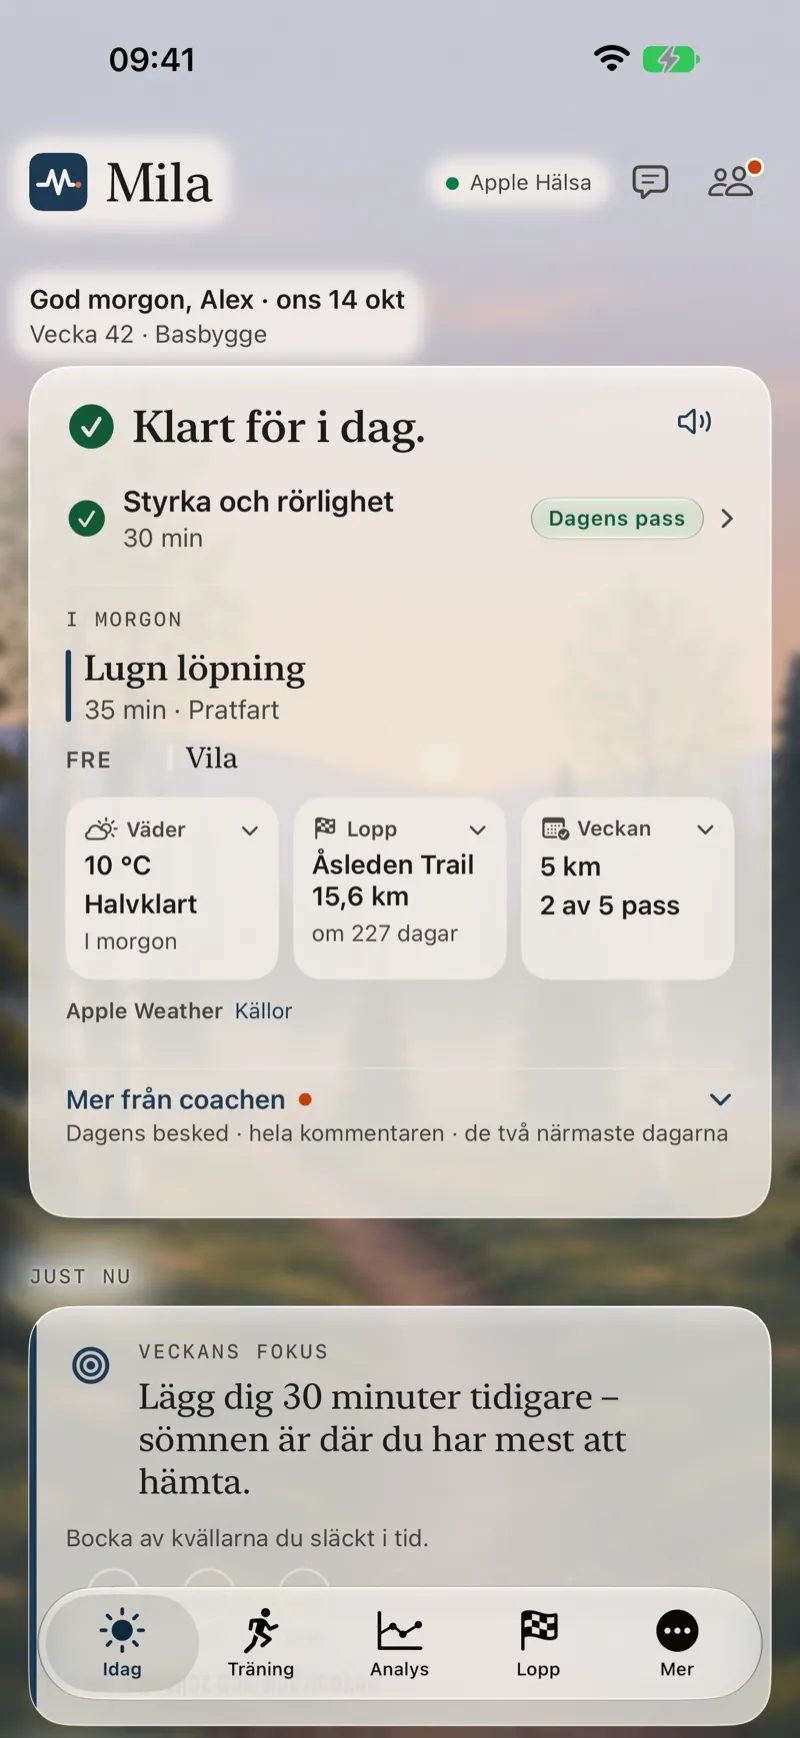 09:41
Mila
Apple Hälsa
God morgon, Alex · ons 14 okt
Vecka 42 · Basbygge
Klart för i dag.
Styrka och rörlighet
30 min
Dagens pass
I MORGON
Lugn löpning
35 min · Pratfart
FRE Vila
Väder
10 °C
Halvklart
I morgon
Lopp
Åsleden Trail
15,6 km
om 227 dagar
Veckan
5 km
2 av 5 pass
Apple Weather Källor
Mer från coachen
Dagens besked · hela kommentaren · de två närmaste dagarna
JUST NU
VECKANS FOKUS
Lägg dig 30 minuter tidigare –
sömnen är där du har mest att
hämta.
Bocka av kvällarna du släckt i tid.
Idag
Träning
Analys
Lopp
Mer